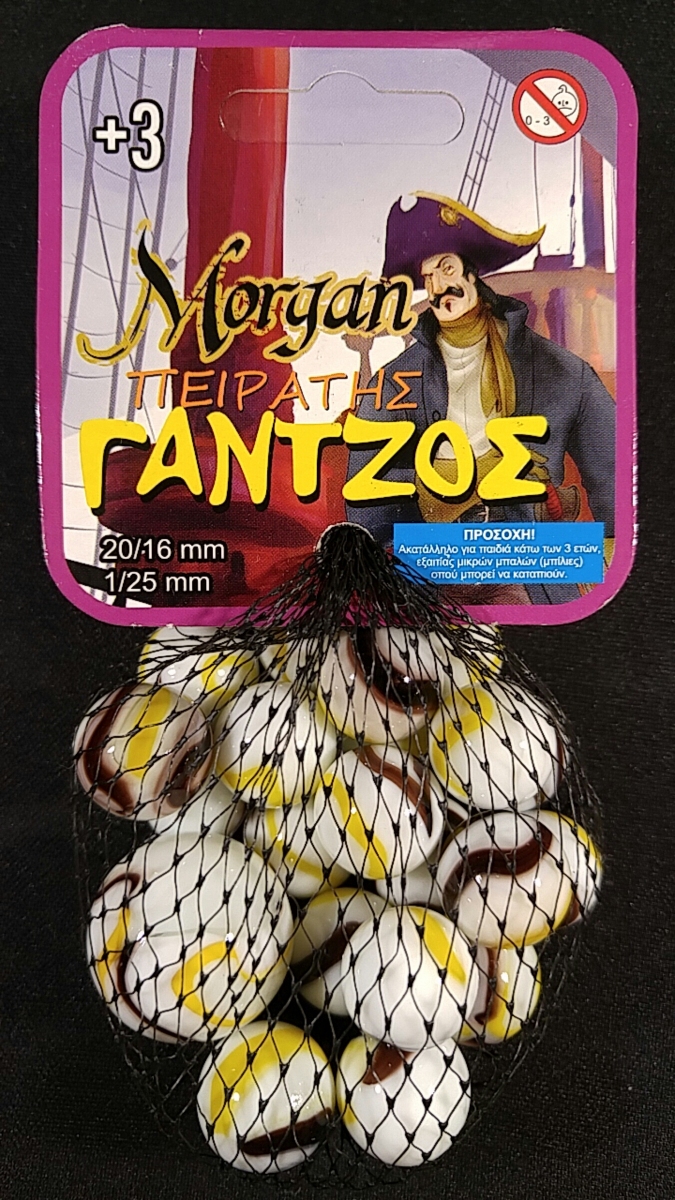 +3
0-3
Morgan
ΠΕΙΡΑΤΗΣ
ΓΑΝΤΖΟΣ
20/16 mm
1/25 mm
ΠΡΟΣΟΧΗ!
Ακατάλληλο για παιδιά κάτω των 3 ετών,
εξαιτίας μικρών μπαλών (μπίλιες)
οπού μπορεί να καταπιούν.